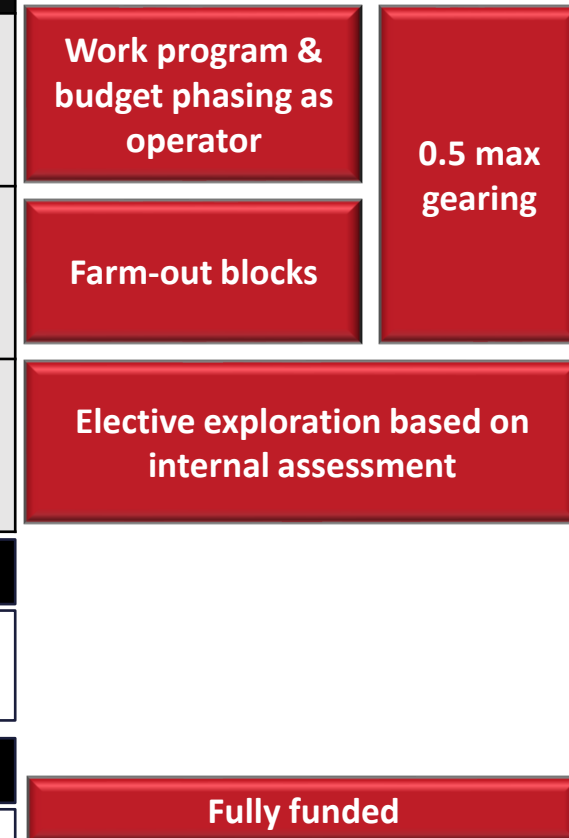 Work program &
budget phasing as
operator
0.5 max
gearing
Farm-out blocks
Elective exploration based on
internal assessment
Fully funded